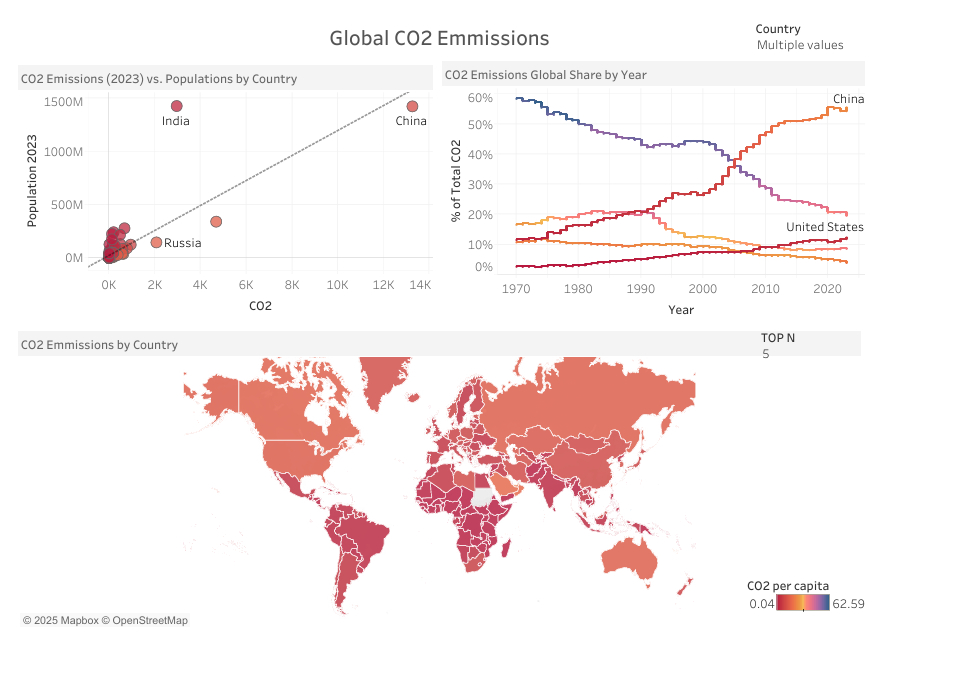 Global CO2 Emmissions
Country
Multiple values
CO2 Emissions (2023) vs. Populations by Country
1500M
1000M
500M
0M
Population 2023
India
China
Russia
0K
2K
4K
6K
8K
10K
12K
14K
CO2
CO2 Emissions Global Share by Year
60%
50%
40%
30%
20%
10%
0%
% of Total CO2
China
United States
1970
1980
1990
2000
2010
2020
Year
CO2 Emmissions by Country
TOP N
5
CO2 per capita
0.04
62.59
© 2025 Mapbox © OpenStreetMap